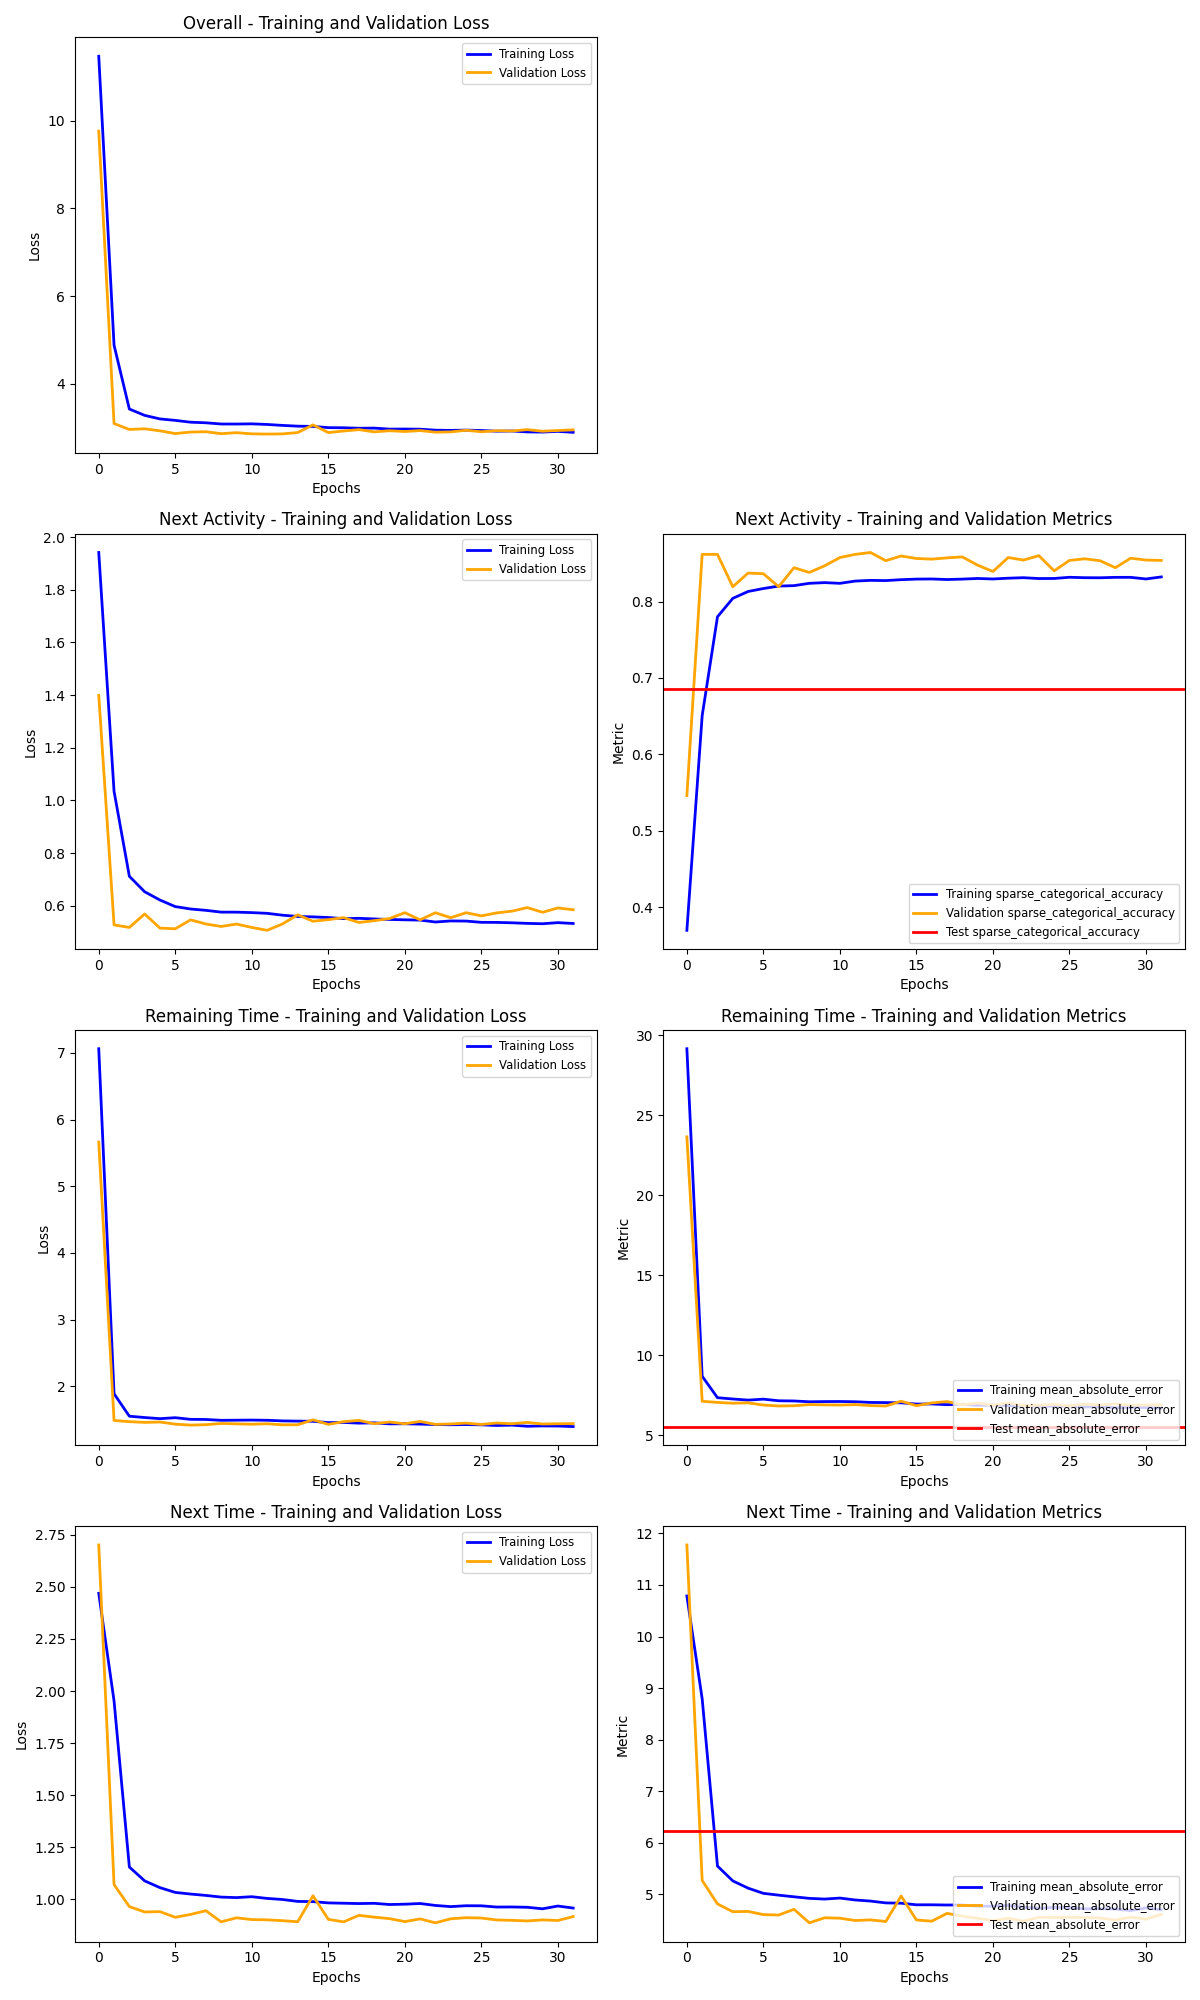 Overall - Training and Validation Loss
Training Loss
Validation Loss
10
8
6
4
Loss
0 5 10 15 20 25 30
Epochs
Next Activity - Training and Validation Loss
Training Loss
Validation Loss
2.0
1.8
1.6
1.4
1.2
1.0
0.8
0.6
Loss
0 5 10 15 20 25 30
Epochs
Next Activity - Training and Validation Metrics
0.8
0.7
0.6
0.5
0.4
Metric
Training sparse_categorical_accuracy
Validation sparse_categorical_accuracy
Test sparse_categorical_accuracy
0 5 10 15 20 25 30
Epochs
Remaining Time - Training and Validation Loss
Training Loss
Validation Loss
7
6
5
4
3
2
Loss
0 5 10 15 20 25 30
Epochs
Remaining Time - Training and Validation Metrics
30
25
20
15
10
5
Metric
Training mean_absolute_error
Validation mean_absolute_error
Test mean_absolute_error
0 5 10 15 20 25 30
Epochs
Next Time - Training and Validation Loss
Training Loss
Validation Loss
2.75
2.50
2.25
2.00
1.75
1.50
1.25
1.00
Loss
0 5 10 15 20 25 30
Epochs
Next Time - Training and Validation Metrics
12
11
10
9
8
7
6
5
Metric
Training mean_absolute_error
Validation mean_absolute_error
Test mean_absolute_error
0 5 10 15 20 25 30
Epochs